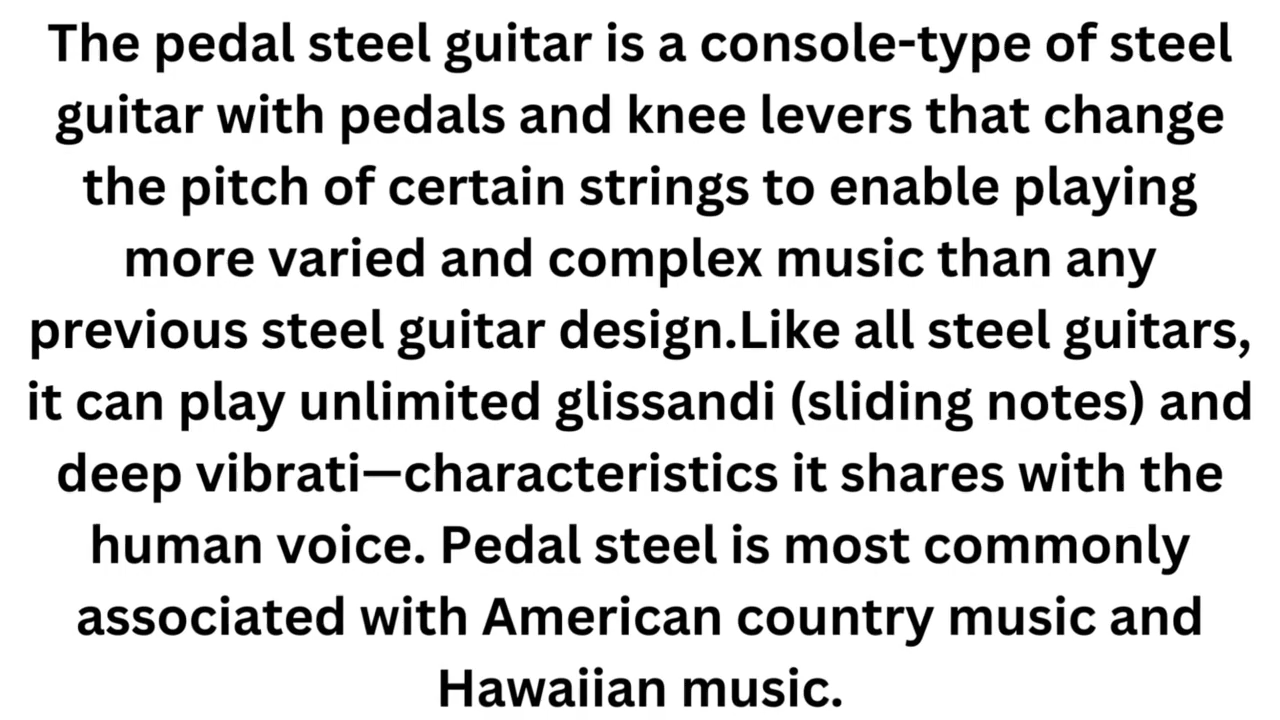 The pedal steel guitar is a console-type of steel
guitar with pedals and knee levers that change
the pitch of certain strings to enable playing
more varied and complex music than any
previous steel guitar design.Like all steel guitars,
it can play unlimited glissandi (sliding notes) and
deep vibrati—characteristics it shares with the
human voice. Pedal steel is most commonly
associated with American country music and
Hawaiian music.